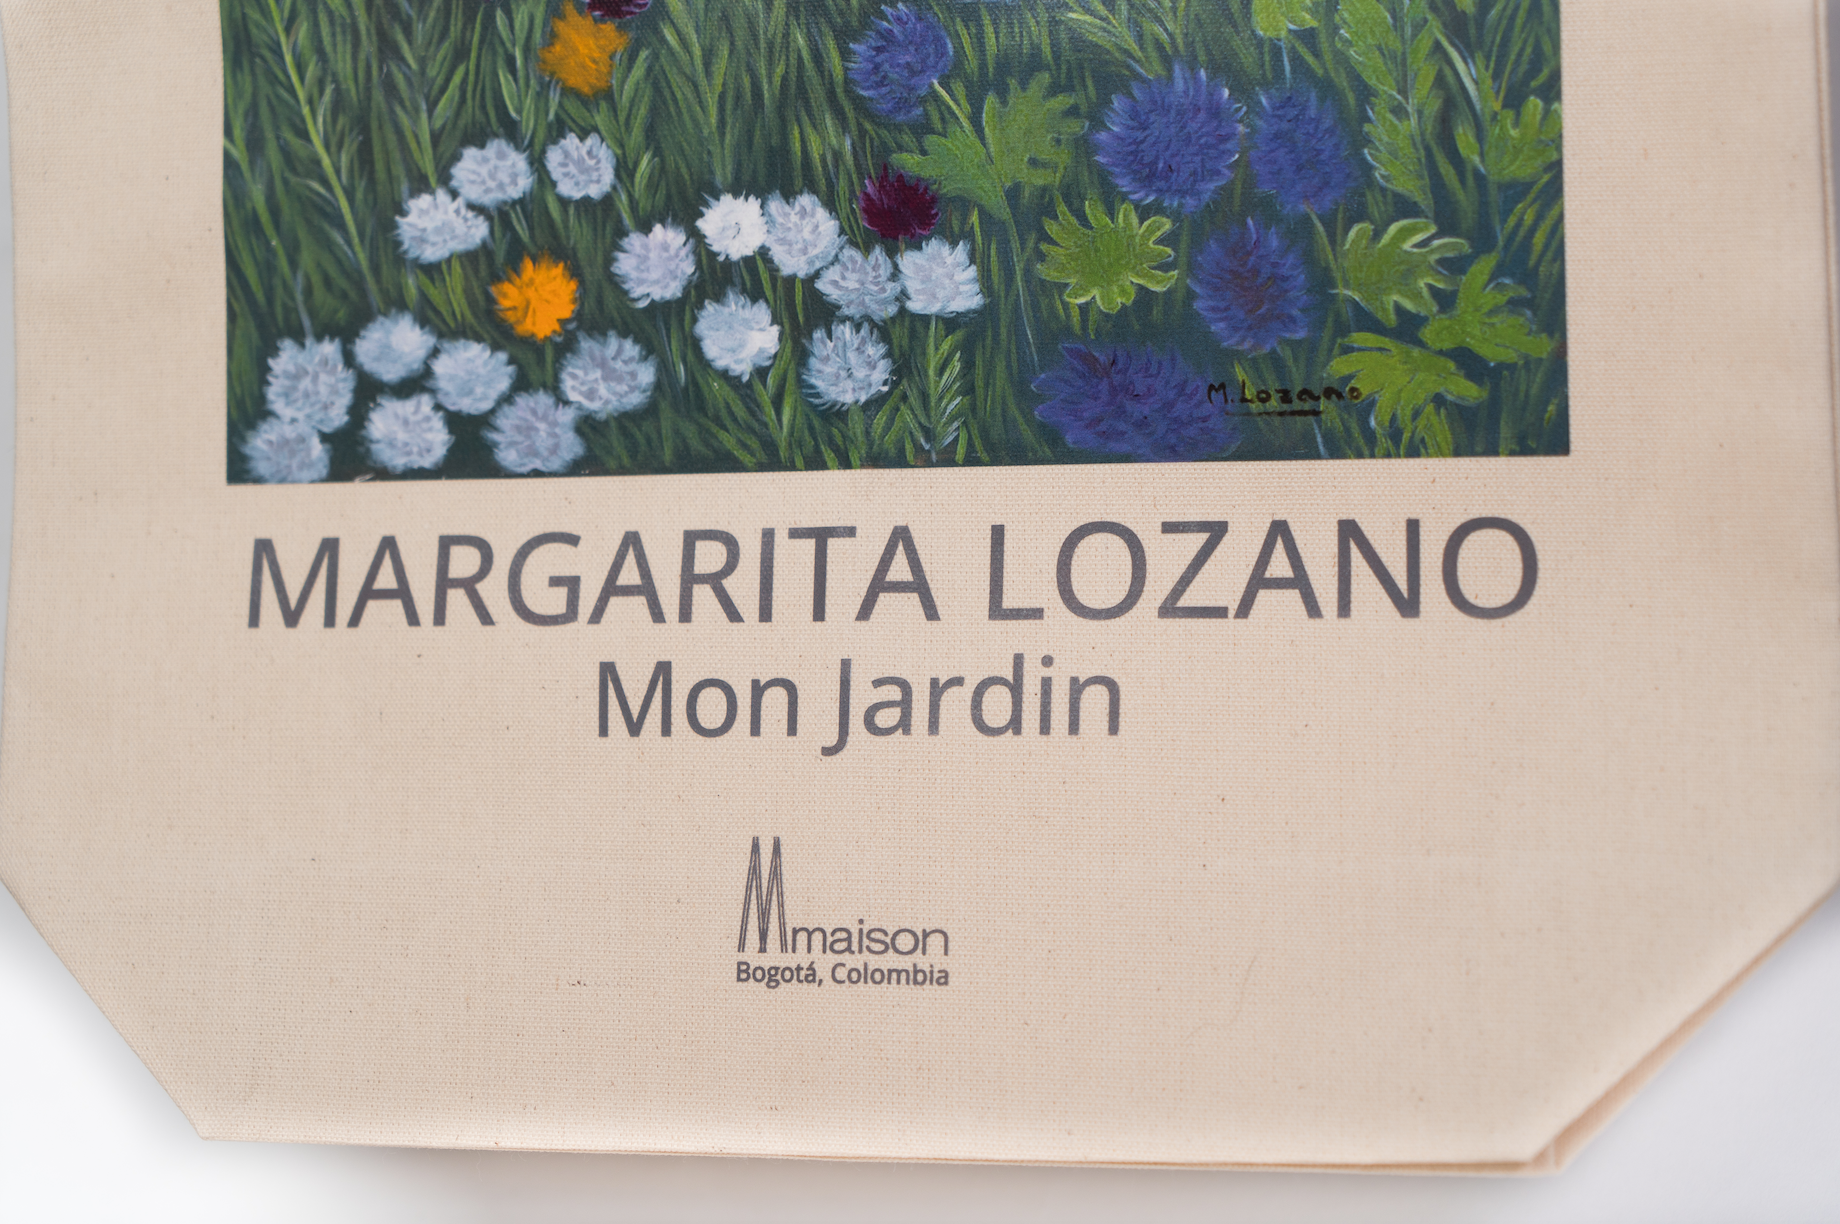 M. Lozano
MARGARITA LOZANO
Mon Jardin
Mmaison
Bogotá, Colombia